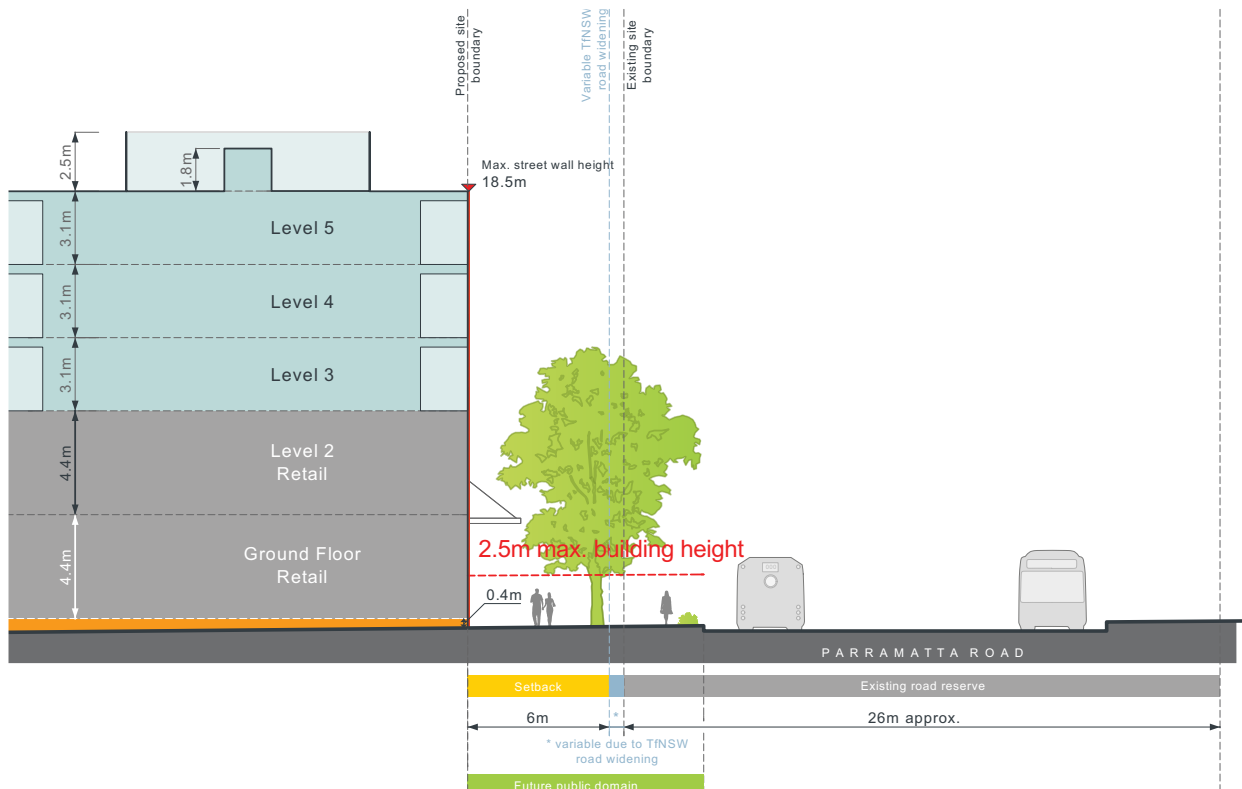 Proposed site
boundary
Variable TfNSW
road widening
Existing site
boundary
2.5m
1.8m
Max. street wall height
18.5m
3.1m
Level 5
3.1m
Level 4
3.1m
Level 3
4.4m
Level 2
Retail
4.4m
Ground Floor
Retail
2.5m max. building height
0.4m
PARRAMATTA ROAD
Setback
Existing road reserve
6m
*
26m approx.
* variable due to TfNSW
road widening
Future public domain